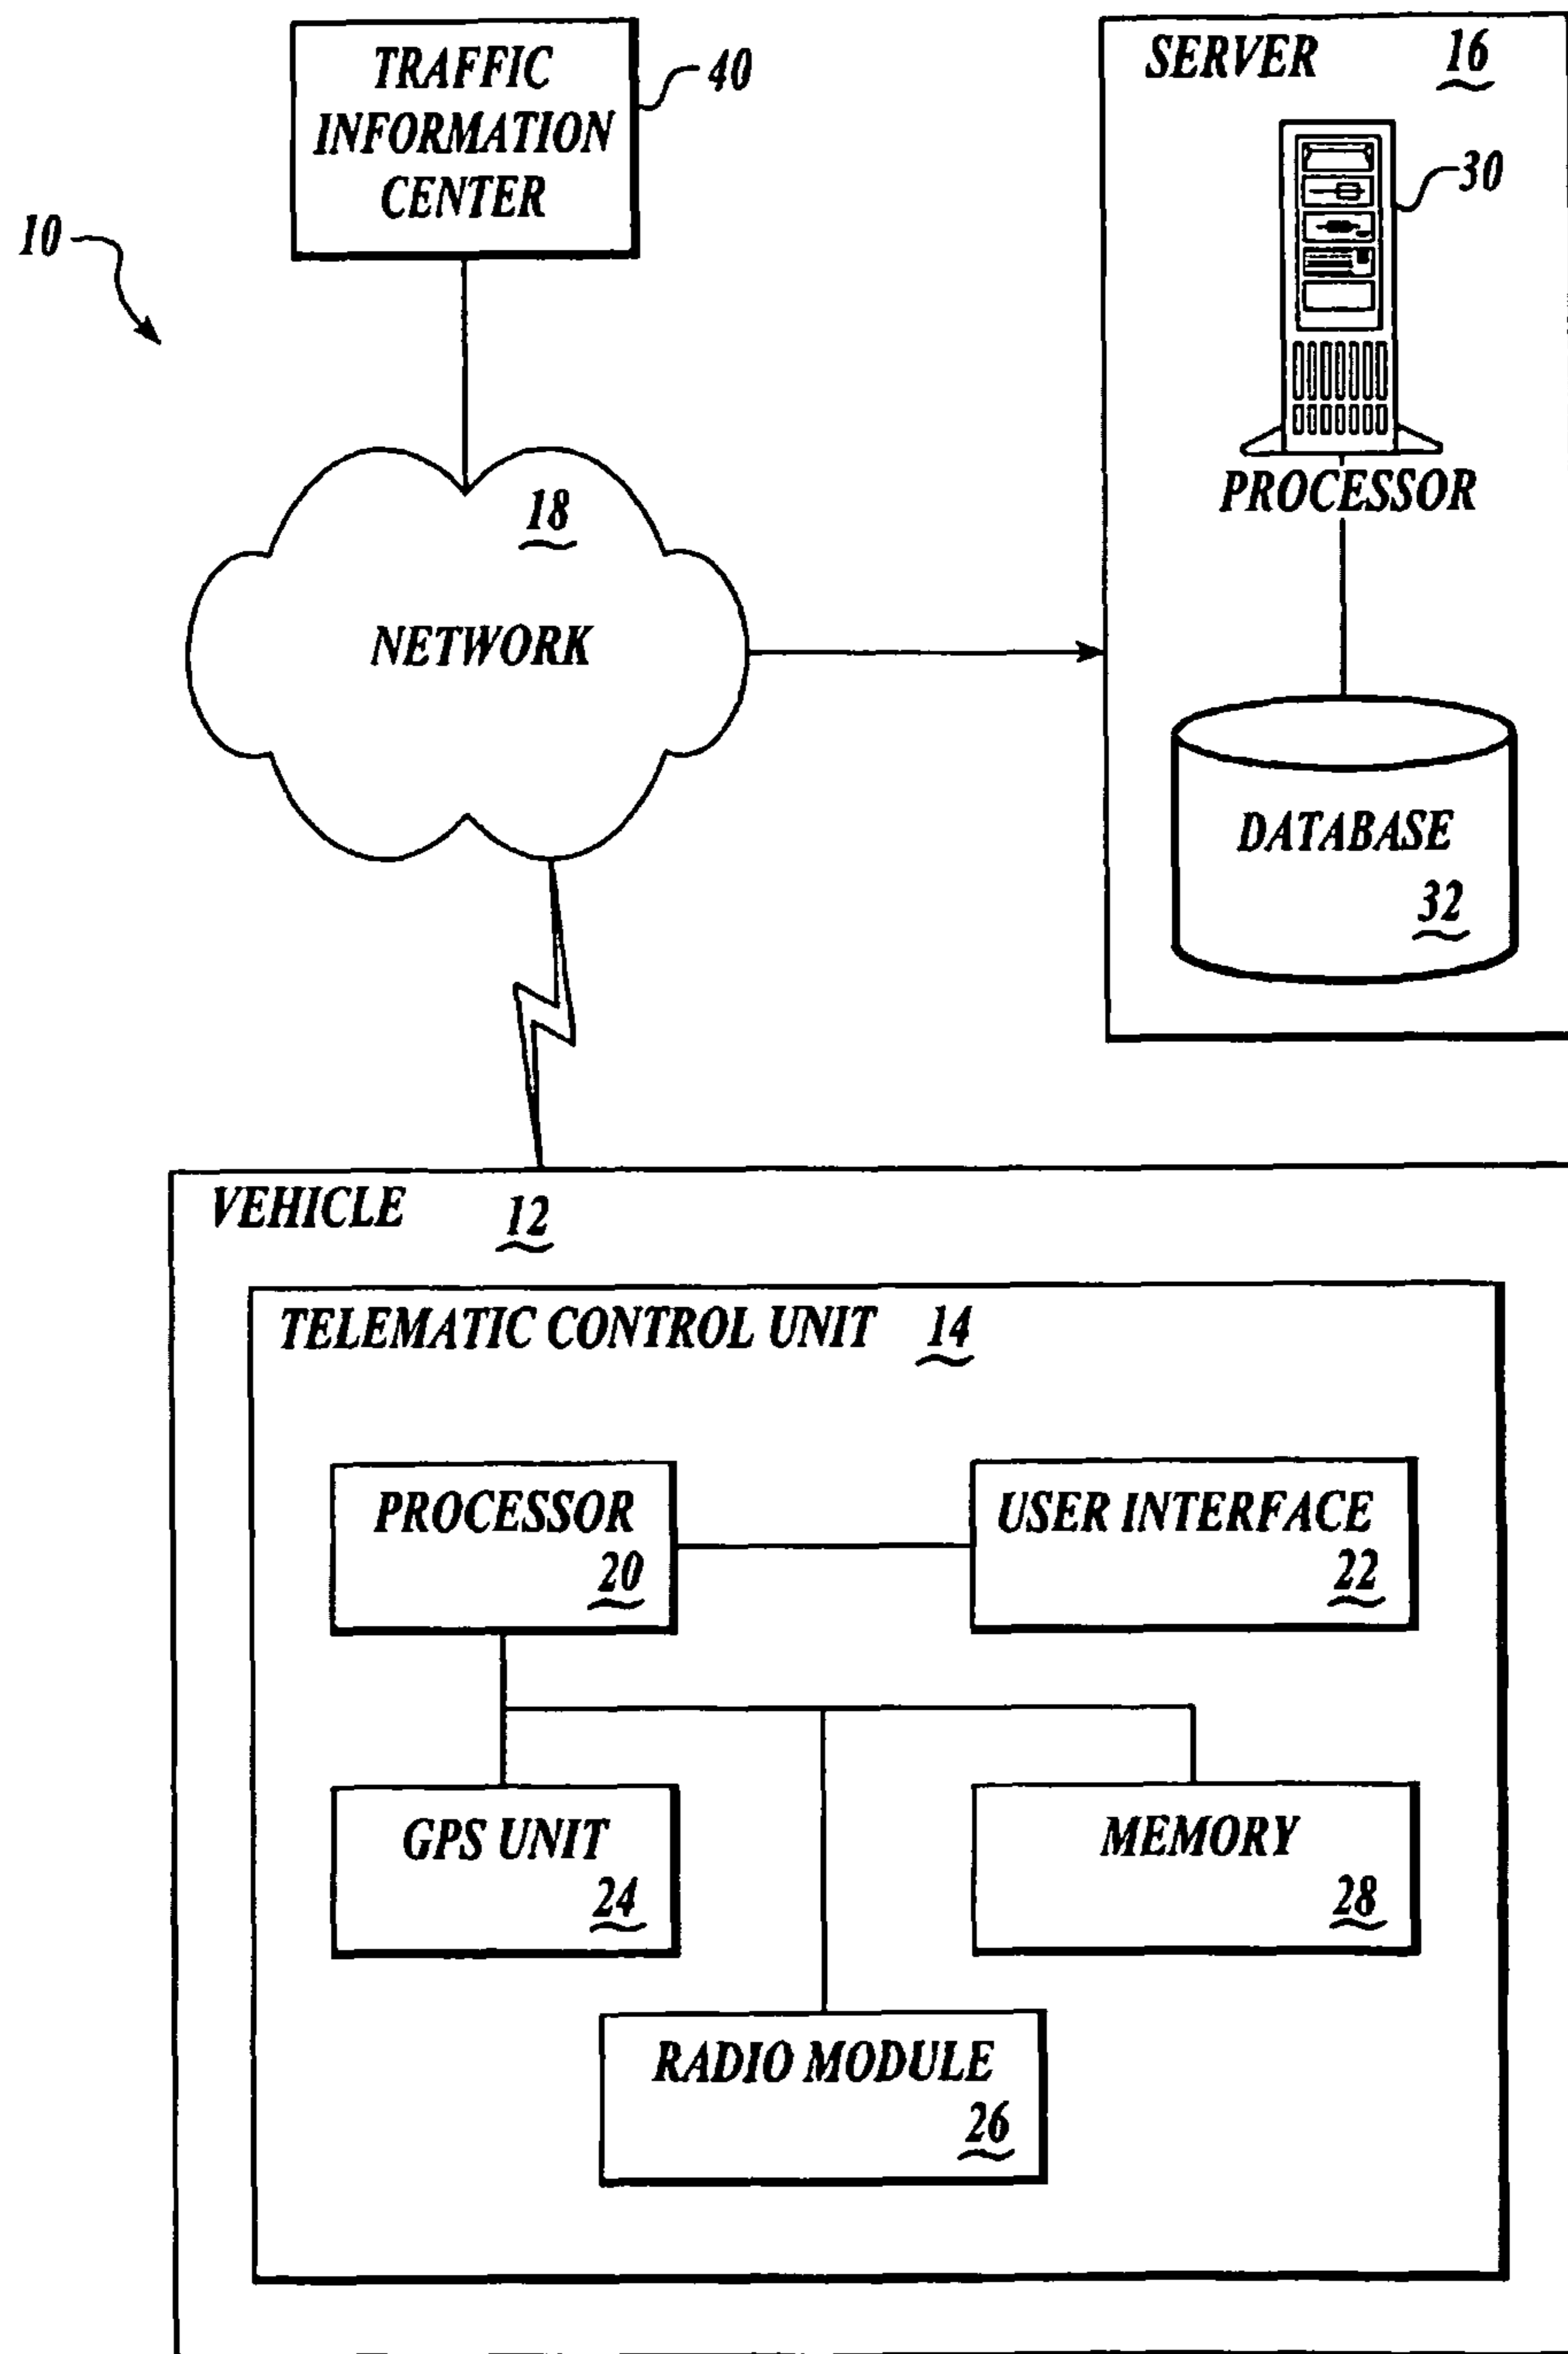 TRAFFIC
INFORMATION
CENTER
40
10
SERVER 16
30
PROCESSOR
DATABASE
32
18
NETWORK
VEHICLE 12
TELEMATIC CONTROL UNIT 14
PROCESSOR
20
USER INTERFACE
22
GPS UNIT
24
MEMORY
28
RADIO MODULE
26